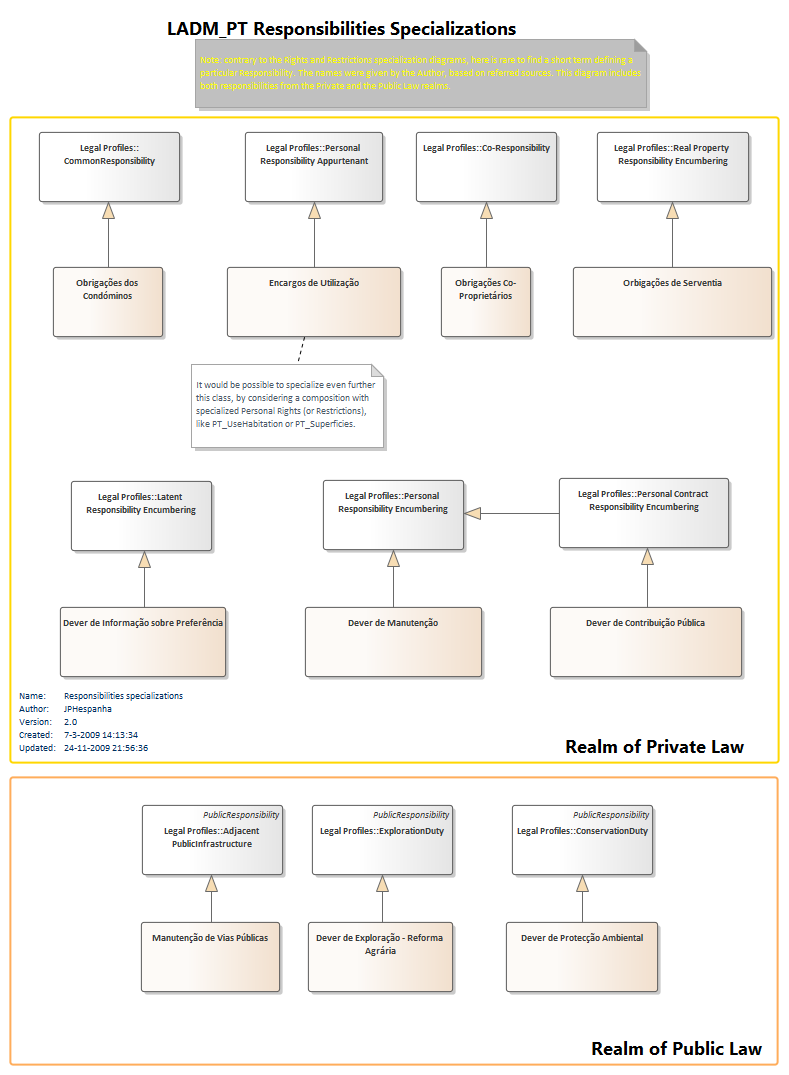 LADM_PT Responsibilities Specializations
Note: contrary to the Rights and Restrictions specialization diagrams, here is rare to find a short term defining a
particular Responsibility. The names were given by the Author, based on referred sources. This diagram includes
both responsibilities from the Private and the Public Law realms.
Legal Profiles::
CommonResponsibility
Legal Profiles::Personal
Responsibility Appurtenant
Legal Profiles::Co-Responsibility
Legal Profiles::Real Property
Responsibility Encumbering
Obrigações dos
Condóminos
Encargos de Utilização
Obrigações Co-
Proprietários
Orbigações de Serventia
It would be possible to specialize even further
this class, by considering a composition with
specialized Personal Rights (or Restrictions),
like PT_UseHabitation or PT_Superficies.
Legal Profiles::Latent
Responsibility Encumbering
Legal Profiles::Personal
Responsibility Encumbering
Legal Profiles::Personal Contract
Responsibility Encumbering
Dever de Informação sobre Preferência
Dever de Manutenção
Dever de Contribuição Pública
Name: Responsibilities specializations
Author: JPHespanha
Version: 2.0
Created: 7-3-2009 14:13:34
Updated: 24-11-2009 21:56:36
Realm of Private Law
PublicResponsibility
Legal Profiles::Adjacent
PublicInfrastructure
PublicResponsibility
Legal Profiles::ExplorationDuty
PublicResponsibility
Legal Profiles::ConservationDuty
Manutenção de Vias Públicas
Dever de Exploração - Reforma
Agrária
Dever de Protecção Ambiental
Realm of Public Law